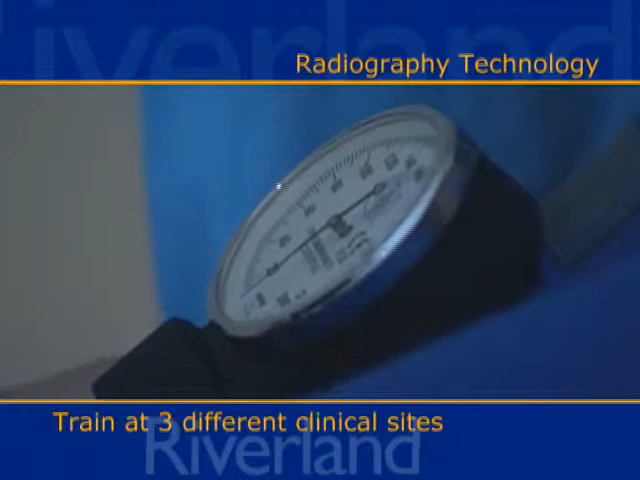 Riverland
Radiography Technology
Train at 3 different clinical sites
Riverland